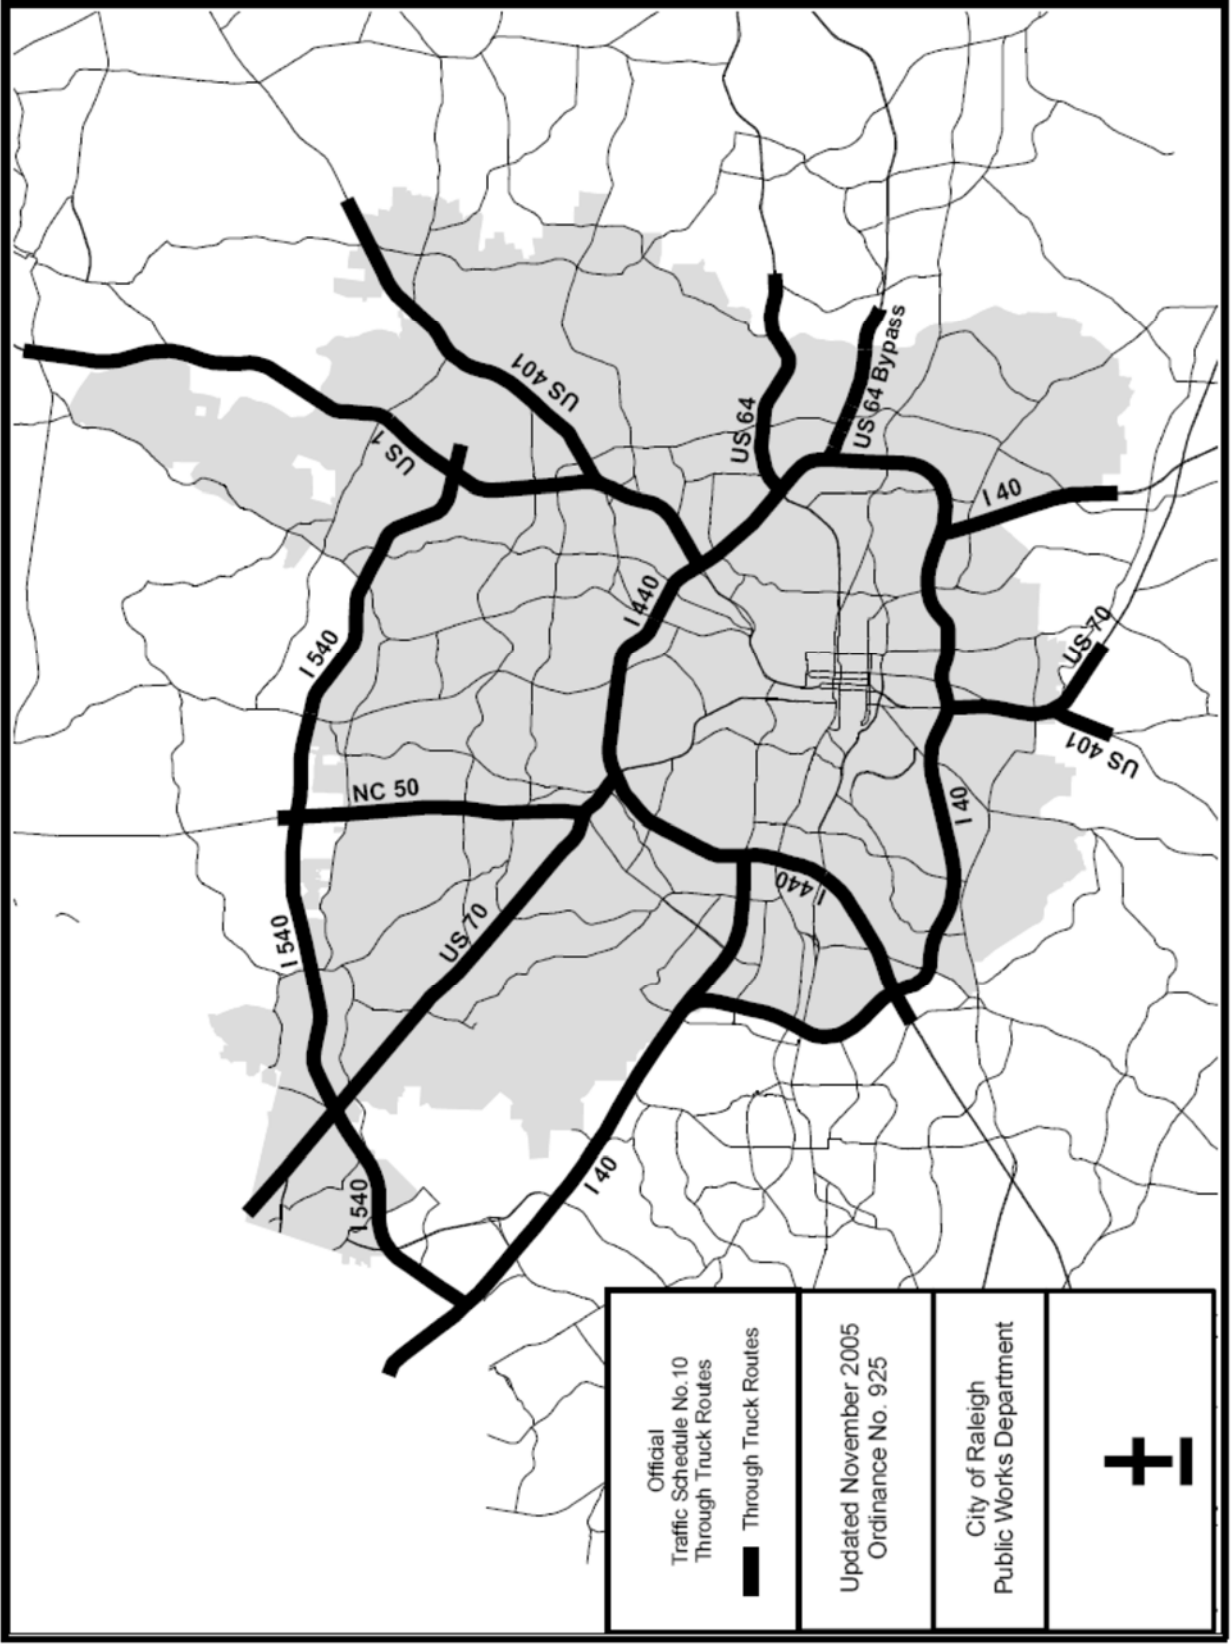 US 1
US 401
US 64
US 64 Bypass
I 40
I 540
I 440
US 70
US 401
NC 50
I 540
US 70
I 440
I 40
I 540
I 40
Official
Traffic Schedule No.10
Through Truck Routes
Through Truck Routes
Updated November 2005
Ordinance No. 925
City of Raleigh
Public Works Department